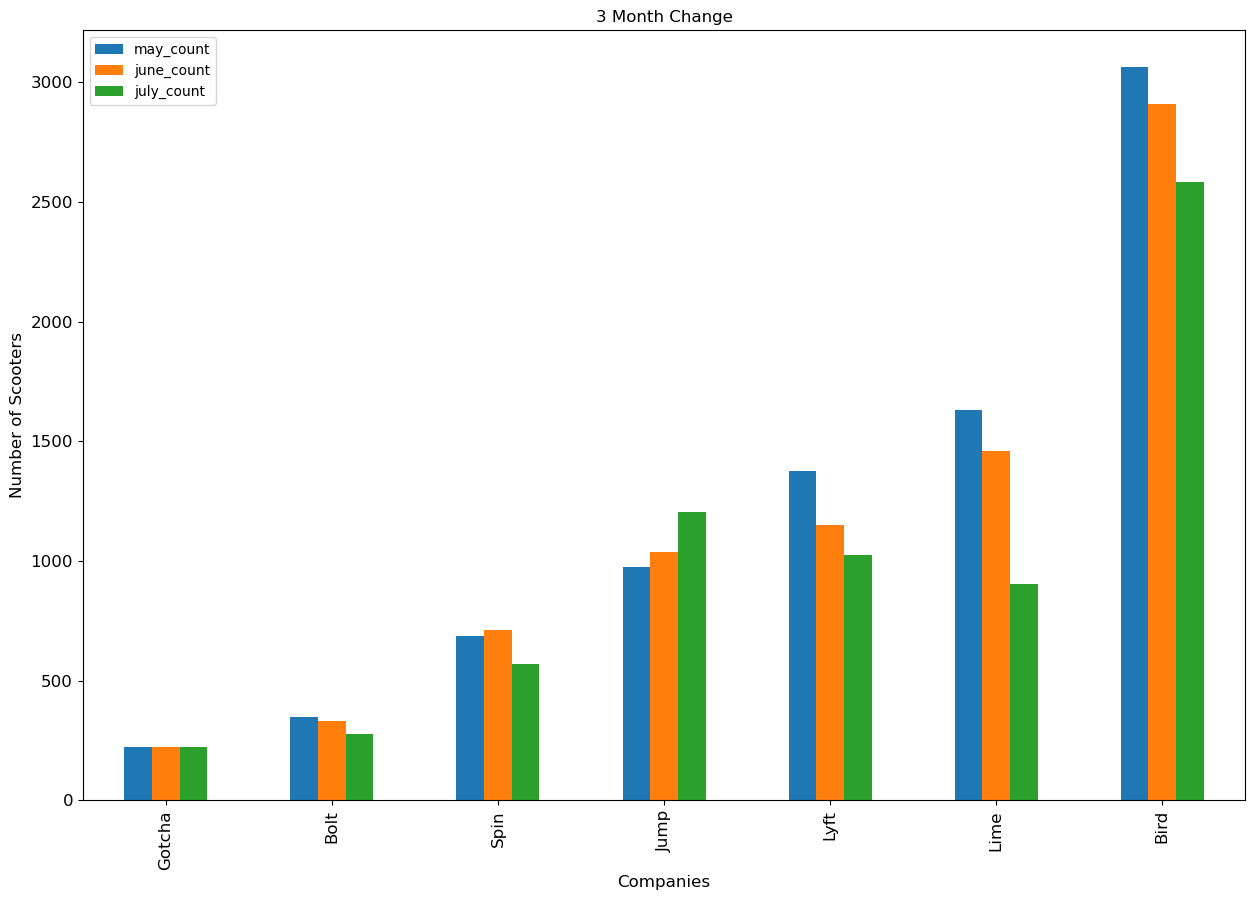 3 Month Change
may_count
june_count
july_count
3000
2500
2000
1500
1000
500
0
Number of Scooters
Gotcha
Bolt
Spin
Jump
Lyft
Lime
Bird
Companies